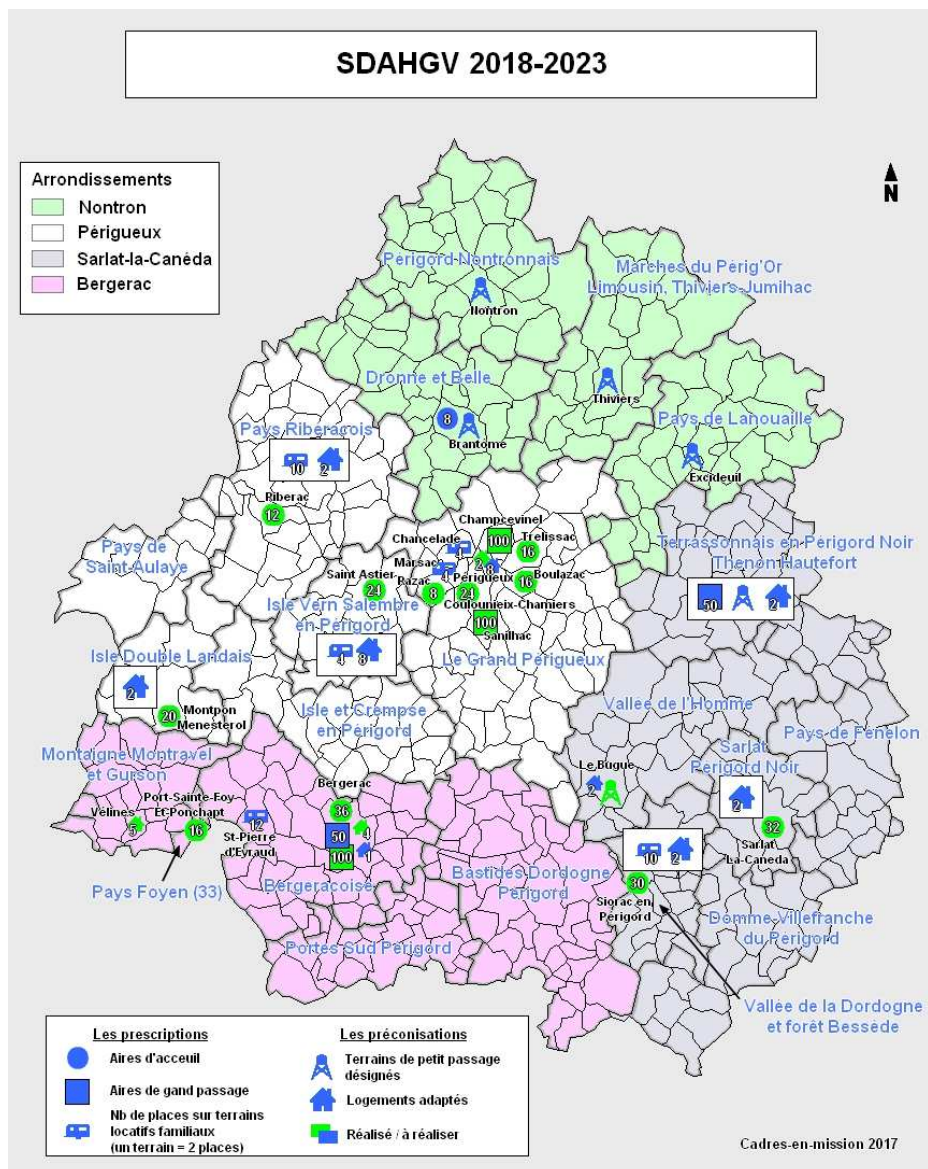 SDAHGV 2018-2023
Arrondissements
Nontron
Périgueux
Sarlat-la-Canéda
Bergerac
N
Périgord Nontronnais
Nontron
Marches du Périg'Or
Limousin, Thiviers-Jumilhac
Dronne et Belle
8
Brantome
Thiviers
Pays de Lanouaille
Excideuil
Pays Ribéracois
10 2
Riberac
12
Pays de
Saint-Aulaye
Champcevinel
100
Trélissac
16
Chancelade
4
Marsac
4
2
8
Saint Astier
24
Razac
8
Périgueux
24
Boulazac
16
Coulounieix-Chamiers
100
Sanilhac
Le Grand Périgueux
Isle Vern Salembre
en Périgord
4 8
Terrassonnais en Périgord Noir
Thenon Hautefort
50 2
Isle Double Landais
2
20
Montpon
Menesterol
Isle et Crempse
en Périgord
Vallée de l'Homme
Pays de Fénelon
Sarlat
Périgord Noir
2
32
Sarlat
La-Caneda
Le Bugue
2
Montaigne Montravel
et Gurson
Vélines
5
Port-Sainte-Foy
Et-Ponchapt
16
12
St-Pierre
d'Eyraud
Bergerac
36
50
4
100
1
Bergeracoise
Pays Foyen (33)
Bastides Dordogne
Périgord
Portes Sud Périgord
10 2
30
Siorac en
Périgord
Domme Villefranche
du Périgord
Vallée de la Dordogne
et forêt Bessède
Les prescriptions
Aires d'acceuil
Aires de gand passage
Nb de places sur terrains
locatifs familiaux
(un terrain = 2 places)
Les préconisations
Terrains de petit passage
désignés
Logements adaptés
Réalisé / à réaliser
Cadres-en-mission 2017